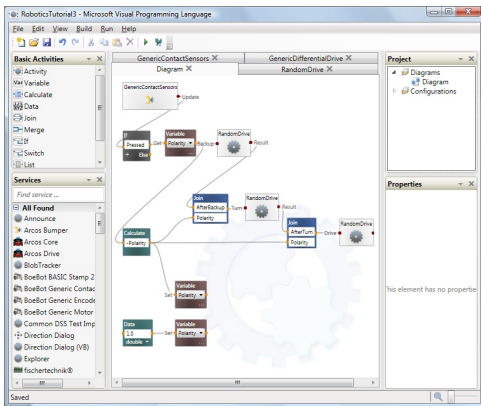 RoboticsTutorial3 - Microsoft Visual Programming Language
File Edit View Build Run Help
Basic Activities
Activity
Var Variable
Calculate
Data
Join
Merge
If
Switch
List
Services
Find service...
All Found
Announce
Arcos Bumper
Arcos Core
Arcos Drive
BlobTracker
BoeBot BASIC Stamp 2
BoeBot Generic Contac
BoeBot Generic Encode
BoeBot Generic Motor
Common DSS Test Imp
Direction Dialog
Direction Dialog (VB)
Explorer
fischertechnik®
GenericContactSensors
GenericDifferentialDrive
Diagram
RandomDrive
GenericContactSensors
Update
If
Pressed
Else
Get
Variable
Polarity
Backup
RandomDrive
Result
Join
AfterBackup
Polarity
Turn
RandomDrive
Result
Join
AfterTurn
Polarity
Drive
RandomDrive
Calculate
-Polarity
Set
Variable
Polarity
Data
1.0
double
Set
Variable
Polarity
Project
Diagrams
Diagram
Configurations
Properties
This element has no propertie
Saved